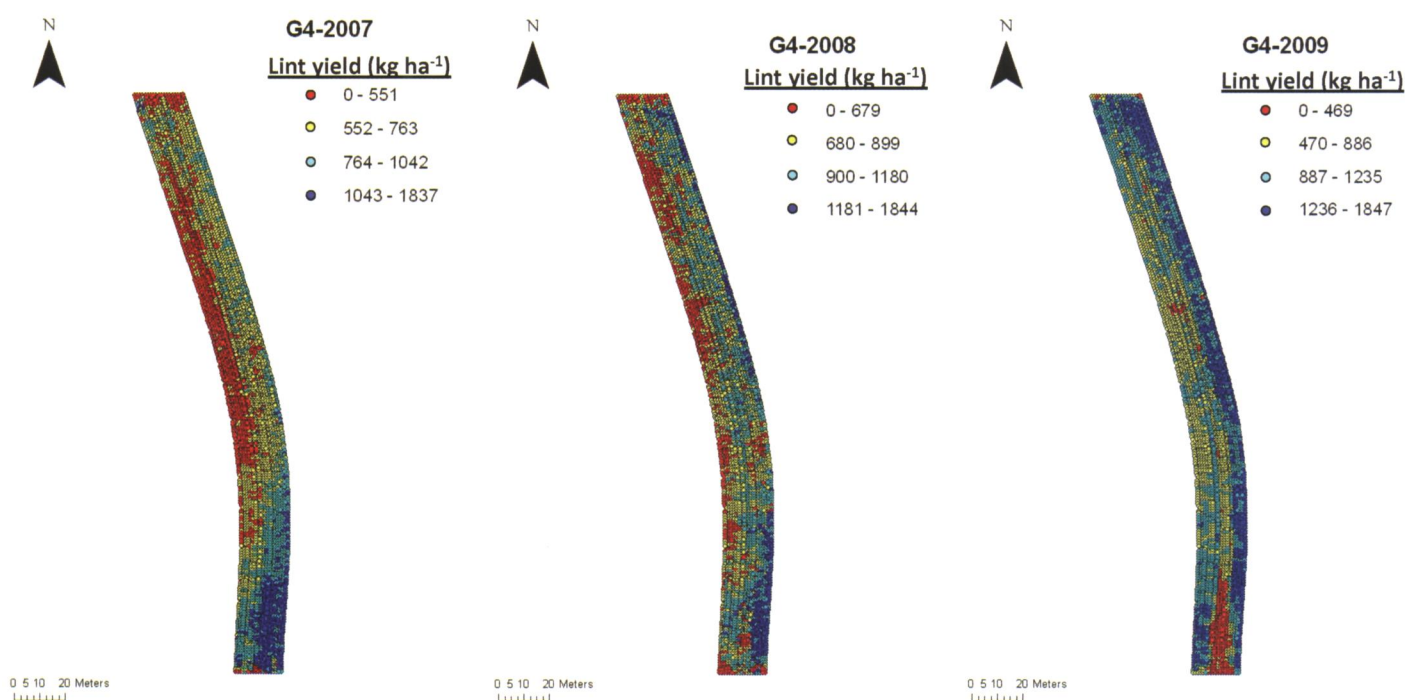 N
G4-2007
Lint yield (kg ha-1)
0 - 551
552 - 763
764 - 1042
1043 - 1837
0 5 10 20 Meters
N
G4-2008
Lint yield (kg ha-1)
0 - 679
680 - 899
900 - 1180
1181 - 1844
0 5 10 20 Meters
N
G4-2009
Lint yield (kg ha-1)
0 - 469
470 - 886
887 - 1235
1236 - 1847
0 5 10 20 Meters